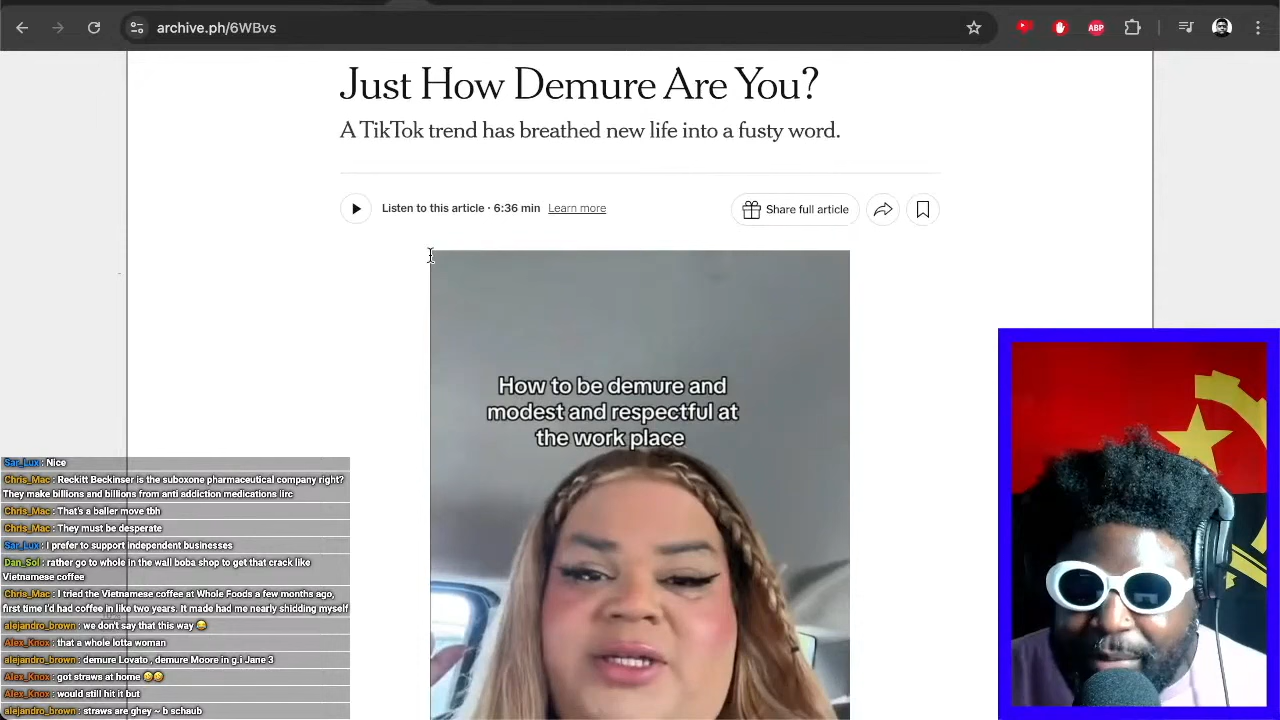 archive.ph/6WBvs
ABP
Just How Demure Are You?
A TikTok trend has breathed new life into a fusty word.
Listen to this article · 6:36 min Learn more
Share full article
How to be demure and
modest and respectful at
the work place
Sar_Lux: Nice
Chris_Mac: Reckitt Beckinser is the suboxone pharmaceutical company right?
They make billions and billions from anti addiction medications iirc
Chris_Mac: That's a baller move tbh
Chris_Mac: They must be desperate
Sar_Lux: I prefer to support independent businesses
Dan_Sol: rather go to whole in the wall boba shop to get that crack like
Vietnamese coffee
Chris_Mac: I tried the Vietnamese coffee at Whole Foods a few months ago,
first time I'd had coffee in like two years. It made had me nearly shidding myself
alejandro_brown: we don't say that this way 😂
Alex_Knox: that a whole lotta woman
alejandro_brown: demure Lovato , demure Moore in g.i Jane 3
Alex_Knox: got straws at home 🤣🤣
Alex_Knox: would still hit it but
alejandro_brown: straws are ghey ~ b schaub